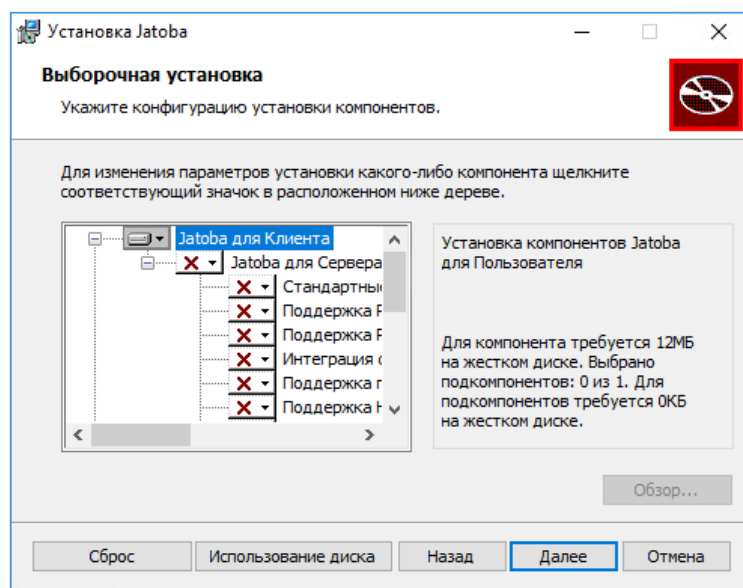 Установка Jatoba
Выборочная установка
Укажите конфигурацию установки компонентов.
Для изменения параметров установки какого-либо компонента щелкните
соответствующий значок в расположенном ниже дереве.
Jatoba для Клиента
Jatoba для Сервера
Стандартны
Поддержка
Поддержка
Интеграция
Поддержка
Поддержка
Установка компонентов Jatoba
для Пользователя
Для компонента требуется 12МБ
на жестком диске. Выбрано
подкомпонентов: 0 из 1. Для
подкомпонентов требуется 0КБ
на жестком диске.
Обзор...
Сброс
Использование диска
Назад
Далее
Отмена